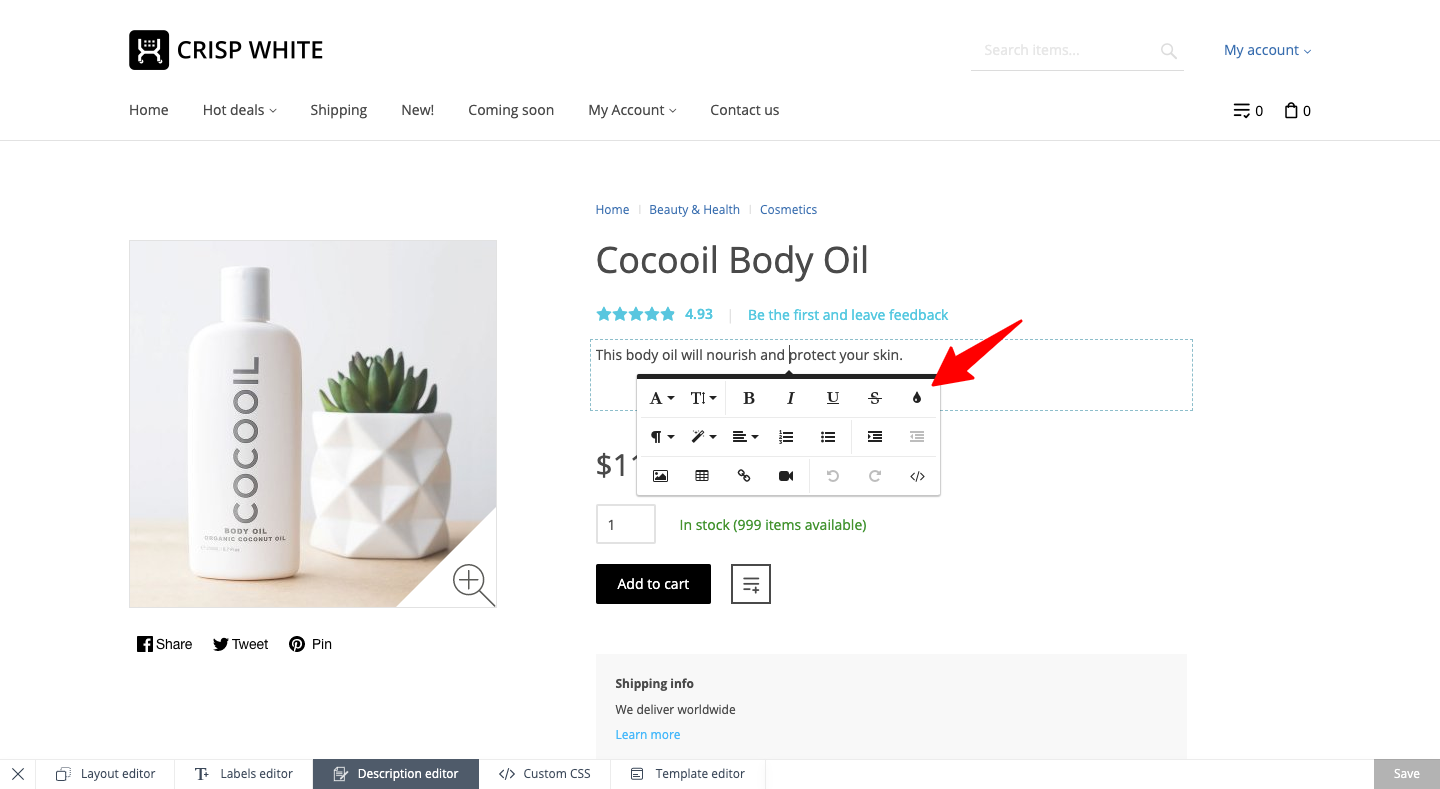 CRISP WHITE
Search items...
My account
Home Hot deals Shipping New! Coming soon My Account Contact us
0 0
Home Beauty & Health Cosmetics
Cocooil Body Oil
4.93 | Be the first and leave feedback
This body oil will nourish and protect your skin.
A TI B I U S
$11
1
In stock (999 items available)
Add to cart
COCOOIL
BODY OIL
ORGANIC COCONUT OIL
Share Tweet Pin
Shipping info
We deliver worldwide
Learn more
Layout editor Labels editor Description editor Custom CSS Template editor Save